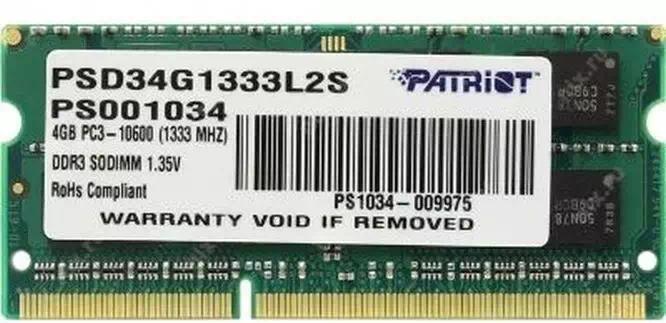 PSD34G1333L2S
PATRIOT
PS001034
4GB PC3-10600 (1333 MHZ)
DDR3 SODIMM 1.35V
RoHs Compliant
PS1034-009975
WARRANTY VOID IF REMOVED